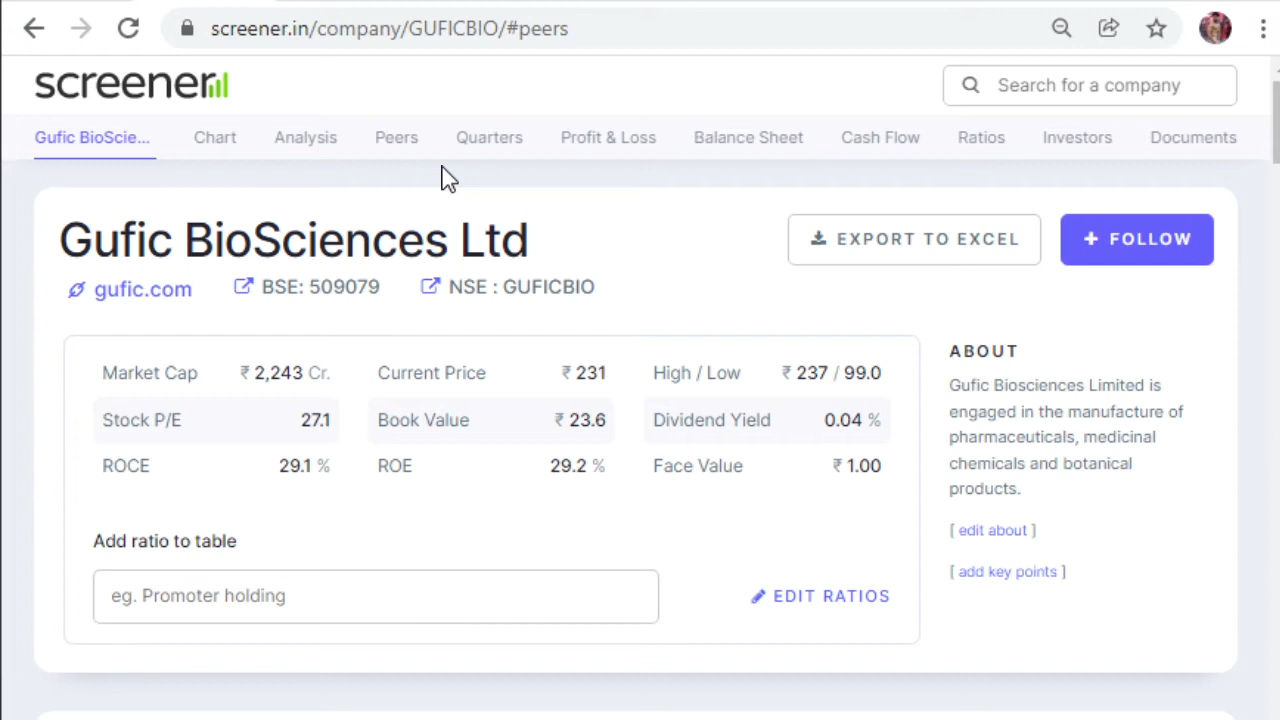 screener.in/company/GUFICBIO/#peers
screener
Search for a company
Gufic BioScie... Chart Analysis Peers Quarters Profit & Loss Balance Sheet Cash Flow Ratios Investors Documents
Gufic BioSciences Ltd
EXPORT TO EXCEL
+ FOLLOW
gufic.com BSE: 509079 NSE : GUFICBIO
Market Cap ₹ 2,243 Cr. Current Price ₹ 231 High / Low ₹ 237 / 99.0
Stock P/E 27.1 Book Value ₹ 23.6 Dividend Yield 0.04 %
ROCE 29.1 % ROE 29.2 % Face Value ₹ 1.00
Add ratio to table
eg. Promoter holding
EDIT RATIOS
ABOUT
Gufic Biosciences Limited is
engaged in the manufacture of
pharmaceuticals, medicinal
chemicals and botanical
products.
[ edit about ]
[ add key points ]